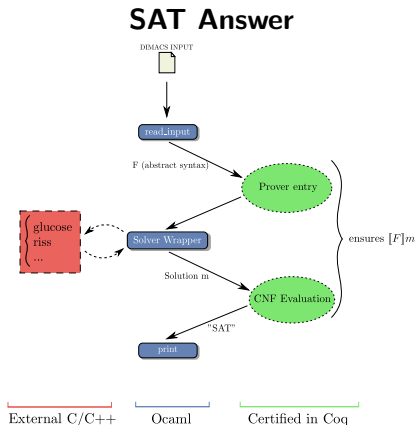 SAT Answer
DIMACS INPUT
read_input
F (abstract syntax)
Prover entry
glucose
riss
...
Solver Wrapper
ensures ⟦F⟧m
Solution m
CNF Evaluation
"SAT"
print
External C/C++
Ocaml
Certified in Coq